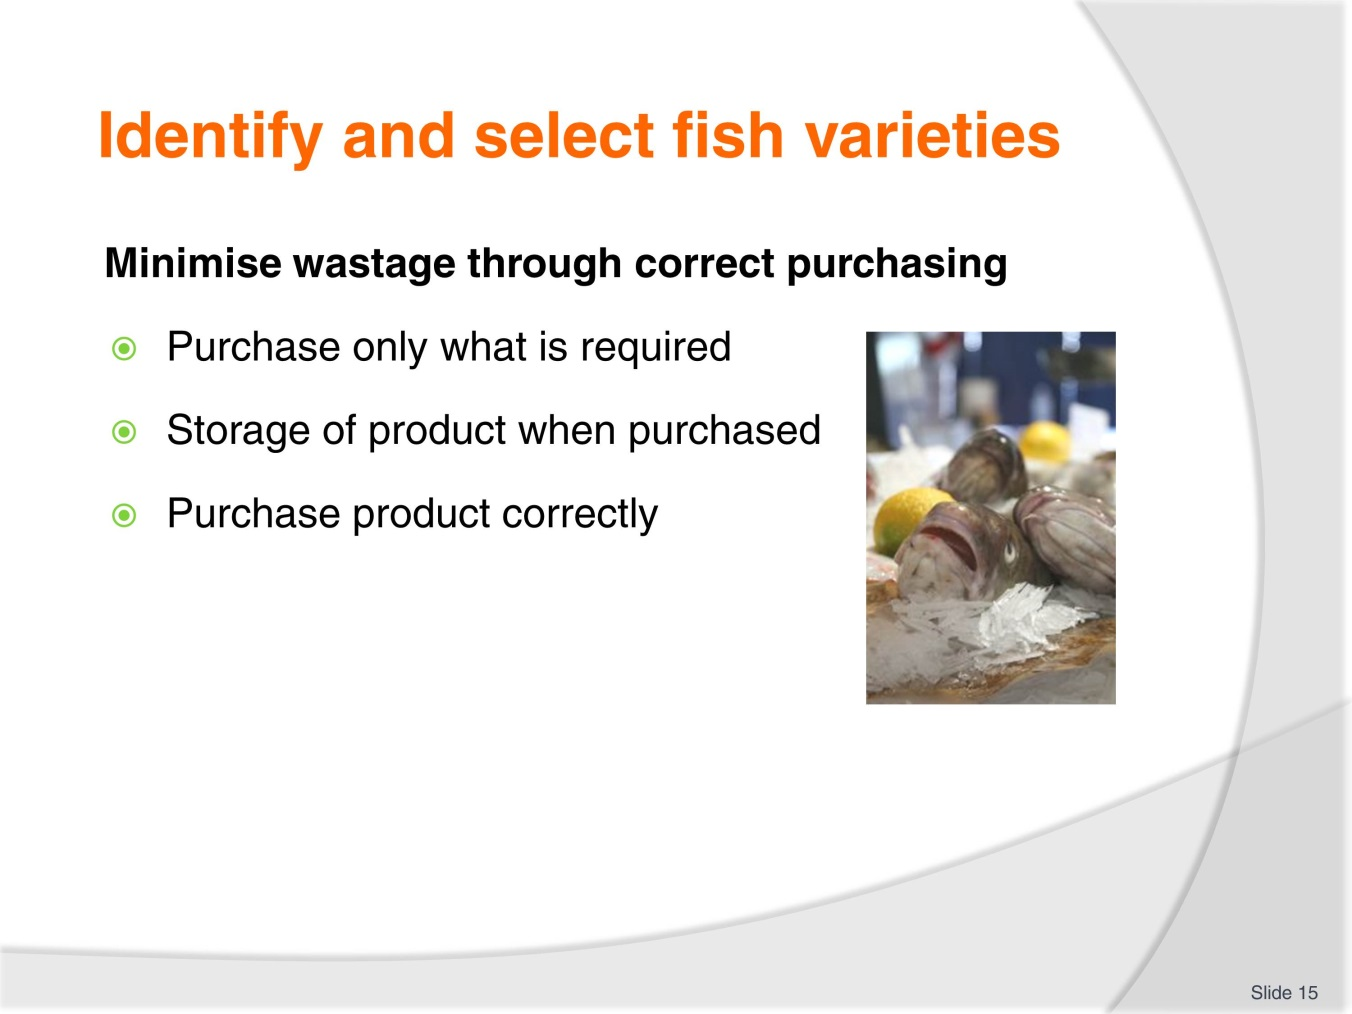 Identify and select fish varieties
Minimise wastage through correct purchasing
Purchase only what is required
Storage of product when purchased
Purchase product correctly
Slide 15